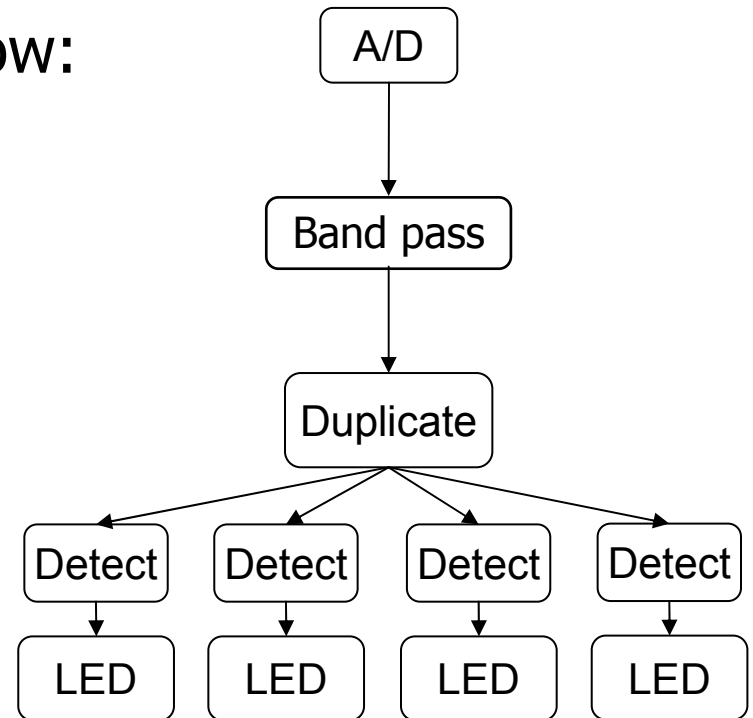 ow:
A/D
Band pass
Duplicate
Detect Detect Detect Detect
LED LED LED LED